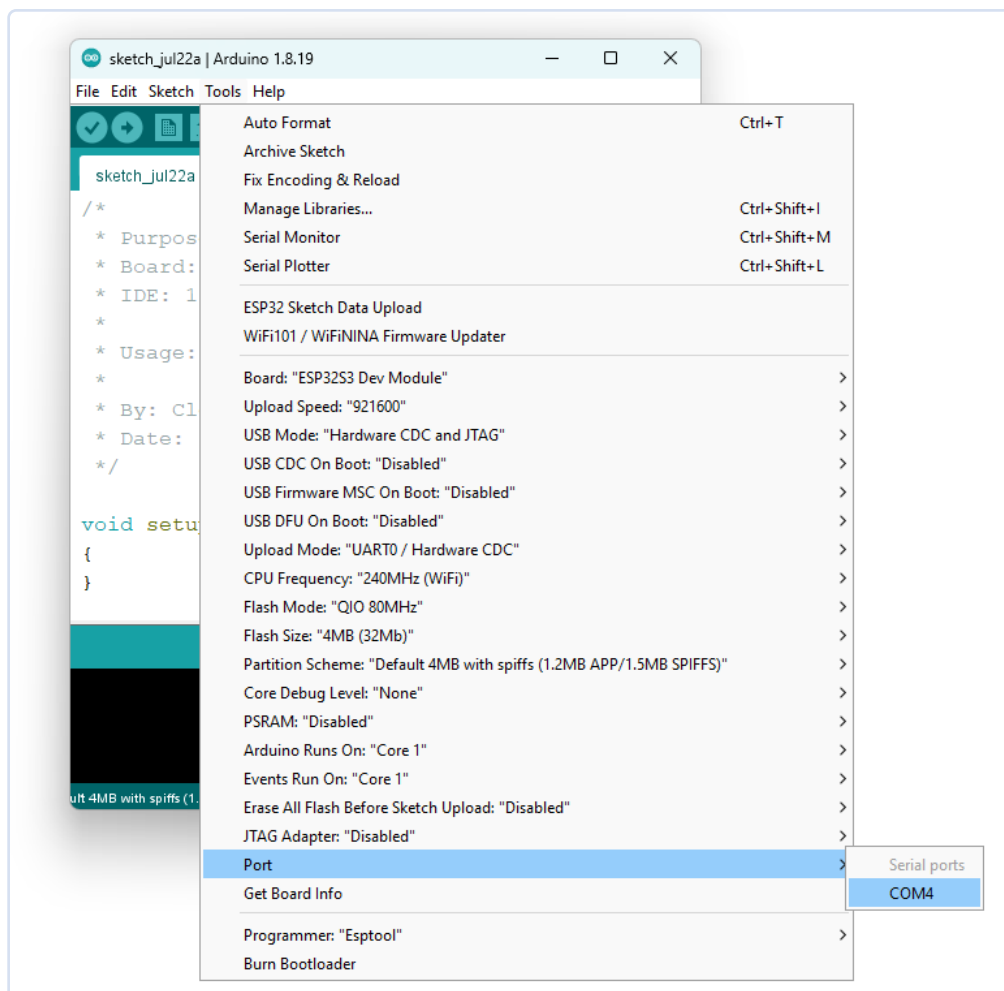 sketch_jul22a | Arduino 1.8.19
File Edit Sketch Tools Help
sketch_jul22a
/*
* Purpos
* Board:
* IDE: 1
*
* Usage:
*
* By: Cl
* Date:
*/
void setu
{
}
ult 4MB with spiffs (1.
Auto Format Ctrl+T
Archive Sketch
Fix Encoding & Reload
Manage Libraries... Ctrl+Shift+I
Serial Monitor Ctrl+Shift+M
Serial Plotter Ctrl+Shift+L
ESP32 Sketch Data Upload
WiFi101 / WiFiNINA Firmware Updater
Board: "ESP32S3 Dev Module"
Upload Speed: "921600"
USB Mode: "Hardware CDC and JTAG"
USB CDC On Boot: "Disabled"
USB Firmware MSC On Boot: "Disabled"
USB DFU On Boot: "Disabled"
Upload Mode: "UART0 / Hardware CDC"
CPU Frequency: "240MHz (WiFi)"
Flash Mode: "QIO 80MHz"
Flash Size: "4MB (32Mb)"
Partition Scheme: "Default 4MB with spiffs (1.2MB APP/1.5MB SPIFFS)"
Core Debug Level: "None"
PSRAM: "Disabled"
Arduino Runs On: "Core 1"
Events Run On: "Core 1"
Erase All Flash Before Sketch Upload: "Disabled"
JTAG Adapter: "Disabled"
Port
Serial ports
COM4
Get Board Info
Programmer: "Esptool"
Burn Bootloader